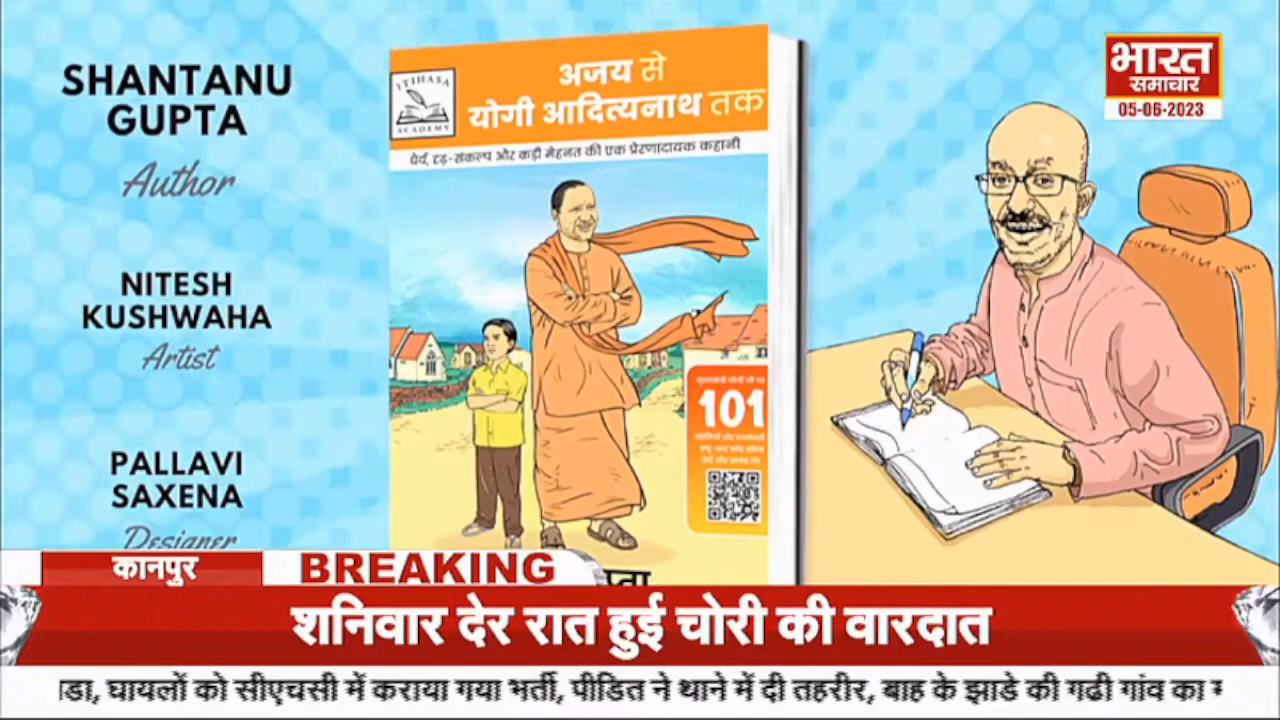 SHANTANU
GUPTA
Author
NITESH
KUSHWAHA
Artist
PALLAVI
SAXENA
Designer
ITIHASA
ACADEMY
अजय से
योगी आदित्यनाथ तक
धैर्य, दृढ़-संकल्प और कड़ी मेहनत की एक प्रेरणादायक कहानी
101
भारत
समाचार
05-06-2023
कानपुर
BREAKING
शनिवार देर रात हुई चोरी की वारदात
घायलों को सीएचसी में कराया गया भर्ती, पीडित ने थाने में दी तहरीर, बाह के झाडे की गढी गांव का